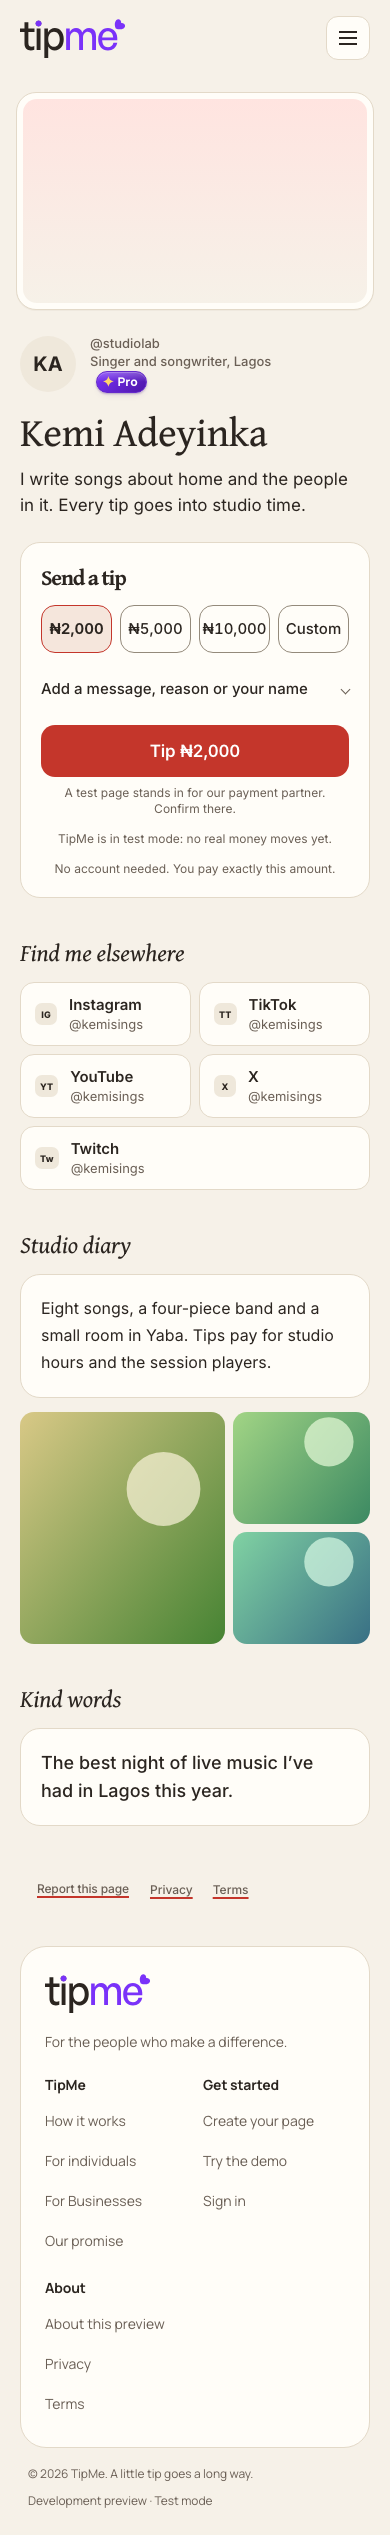 tipme
KA
@studiolab
Singer and songwriter, Lagos
Pro
Kemi Adeyinka
I write songs about home and the people
in it. Every tip goes into studio time.
Send a tip
₦2,000
₦5,000
₦10,000
Custom
Add a message, reason or your name
Tip ₦2,000
A test page stands in for our payment partner.
Confirm there.
TipMe is in test mode: no real money moves yet.
No account needed. You pay exactly this amount.
Find me elsewhere
IG
Instagram
@kemisings
TT
TikTok
@kemisings
YT
YouTube
@kemisings
X
X
@kemisings
Tw
Twitch
@kemisings
Studio diary
Eight songs, a four-piece band and a
small room in Yaba. Tips pay for studio
hours and the session players.
Kind words
The best night of live music I’ve
had in Lagos this year.
Report this page
Privacy
Terms
tipme
For the people who make a difference.
TipMe
How it works
For individuals
For Businesses
Our promise
Get started
Create your page
Try the demo
Sign in
About
About this preview
Privacy
Terms
© 2026 TipMe. A little tip goes a long way.
Development preview · Test mode